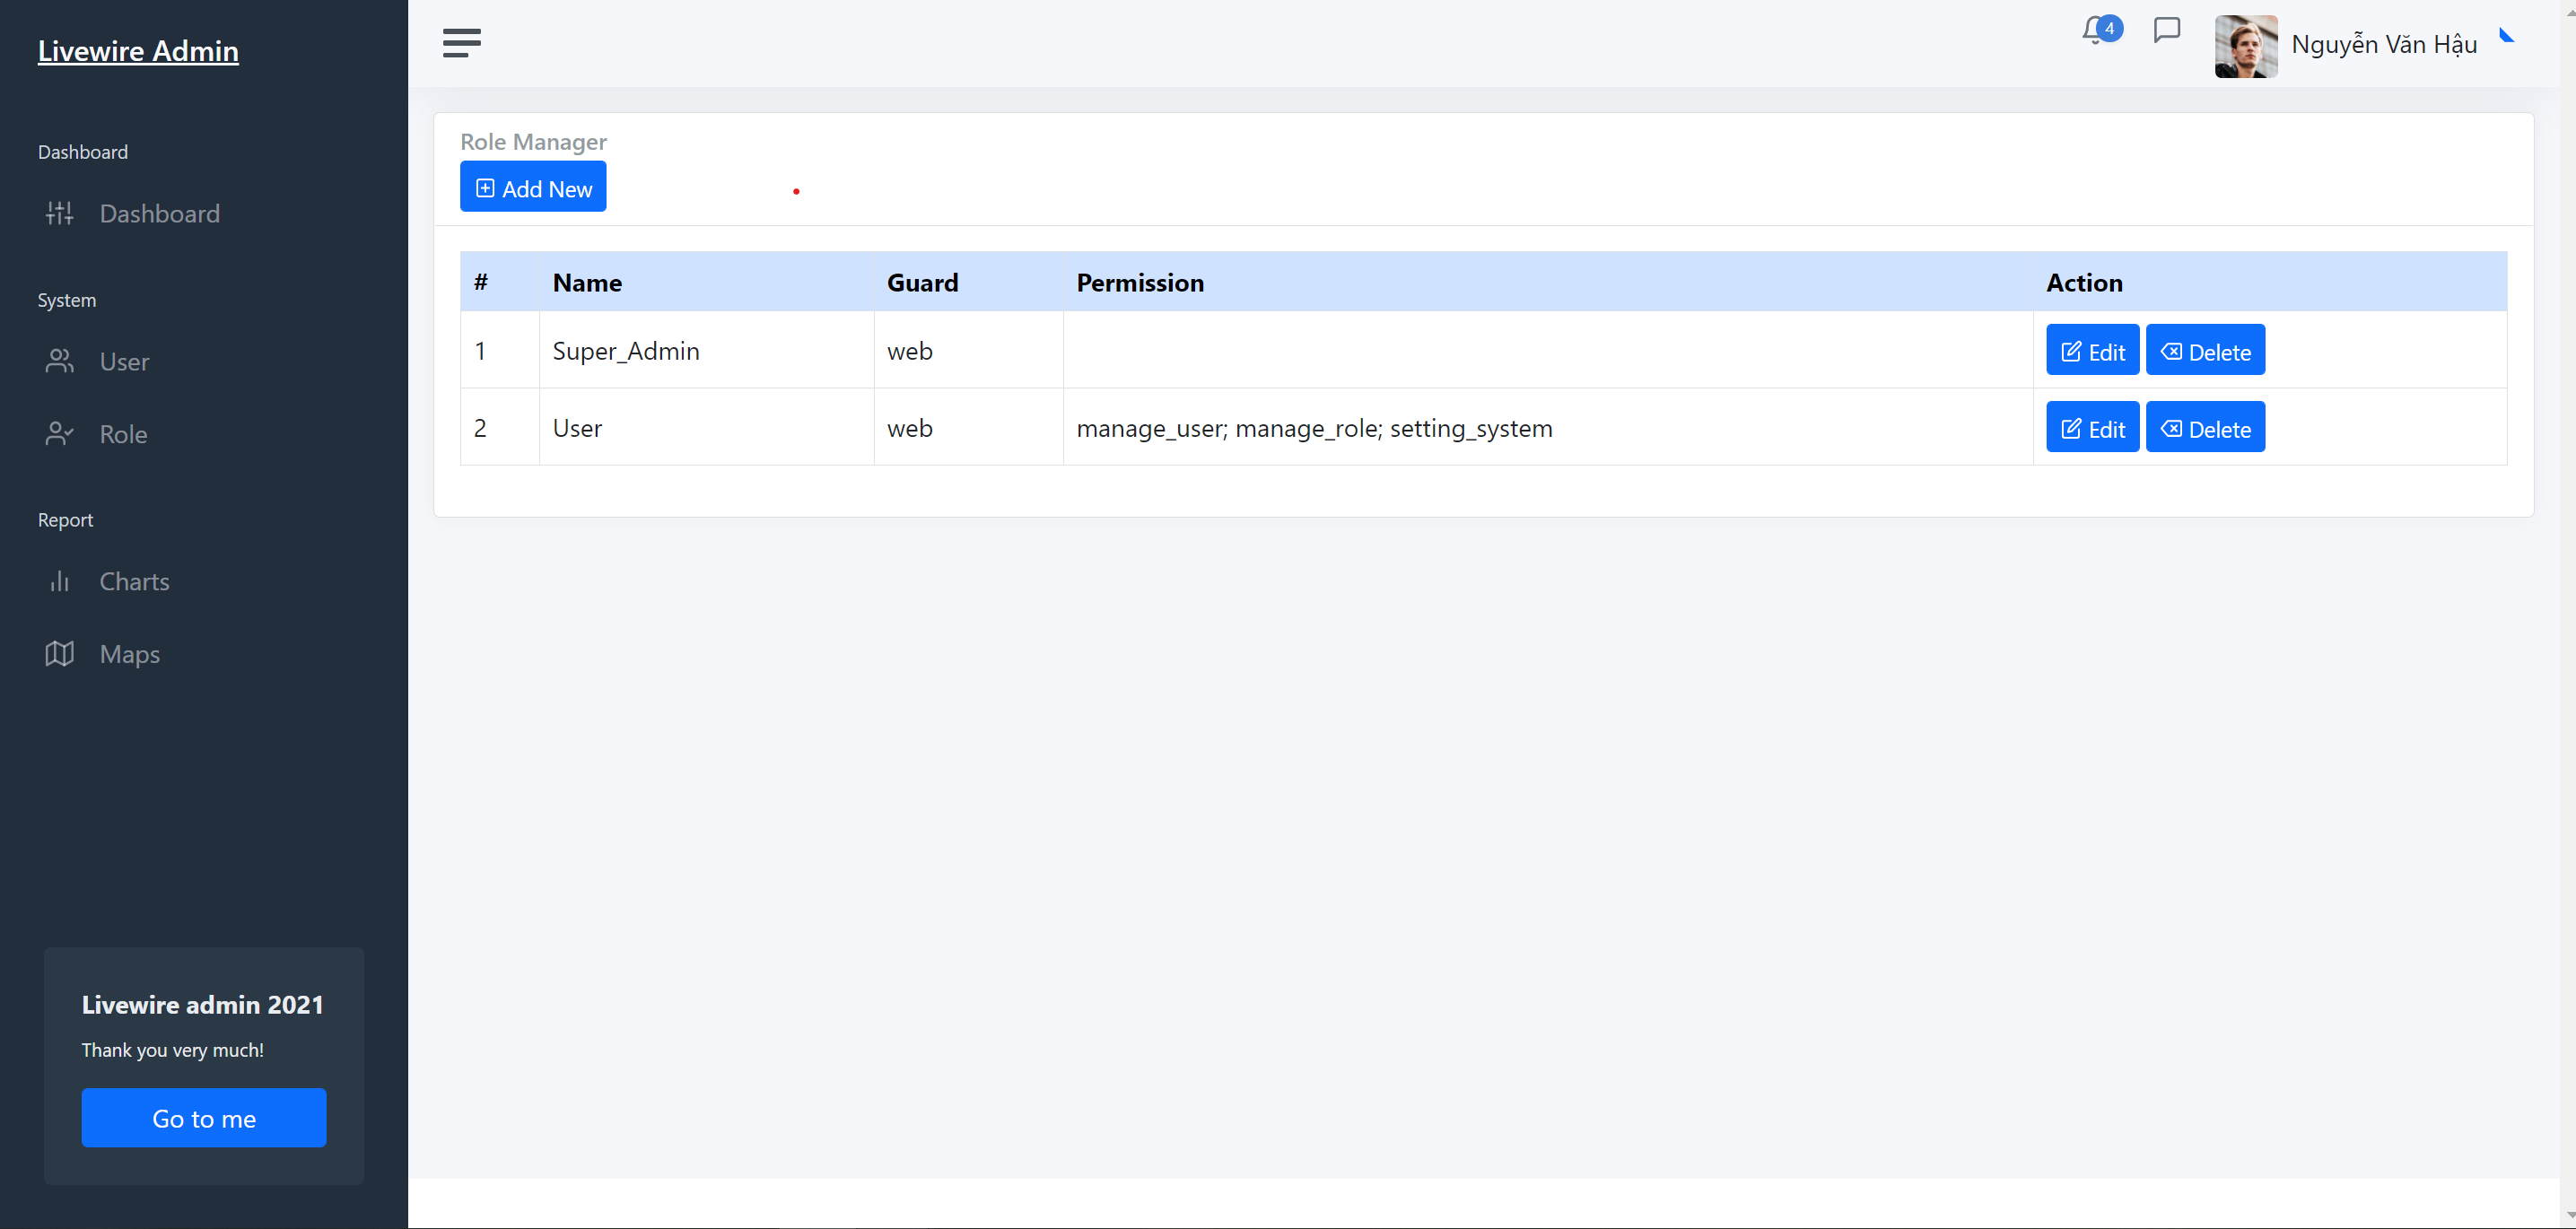 Livewire Admin
4
Nguyễn Văn Hậu
Dashboard
Dashboard
System
User
Role
Report
Charts
Maps
Livewire admin 2021
Thank you very much!
Go to me
Role Manager
Add New
# Name Guard Permission Action
1 Super_Admin web Edit Delete
2 User web manage_user; manage_role; setting_system Edit Delete